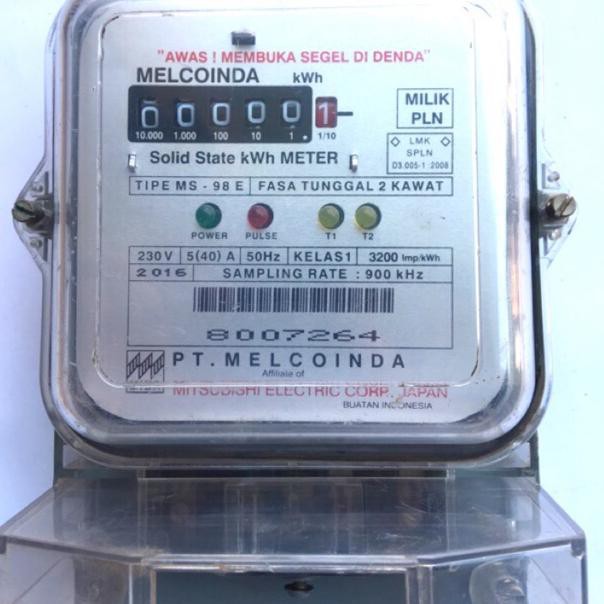 "AWAS ! MEMBUKA SEGEL DI DENDA"
MELCOINDA kWh
0 0 0 0 0 1
10.000 1.000 100 10 1 . 1/10
MILIK
PLN
LMK
SPLN
D3.005-1:2008
Solid State kWh METER
TIPE MS - 98 E FASA TUNGGAL 2 KAWAT
POWER PULSE T1 T2
230 V 5(40) A 50Hz KELAS 1 3200 Imp/kWh
2016 SAMPLING RATE : 900 kHz
8007264
PT. MELCOINDA
Affiliate of
MITSUBISHI ELECTRIC CORP. JAPAN
BUATAN INDONESIA